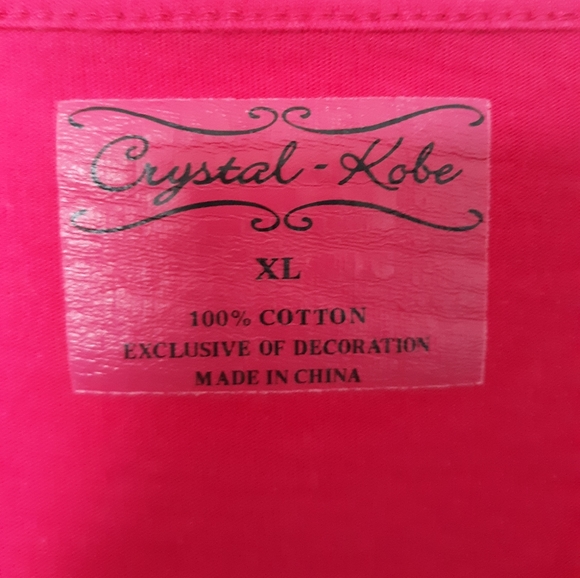 Crystal - Kobe
XL
100% COTTON
EXCLUSIVE OF DECORATION
MADE IN CHINA